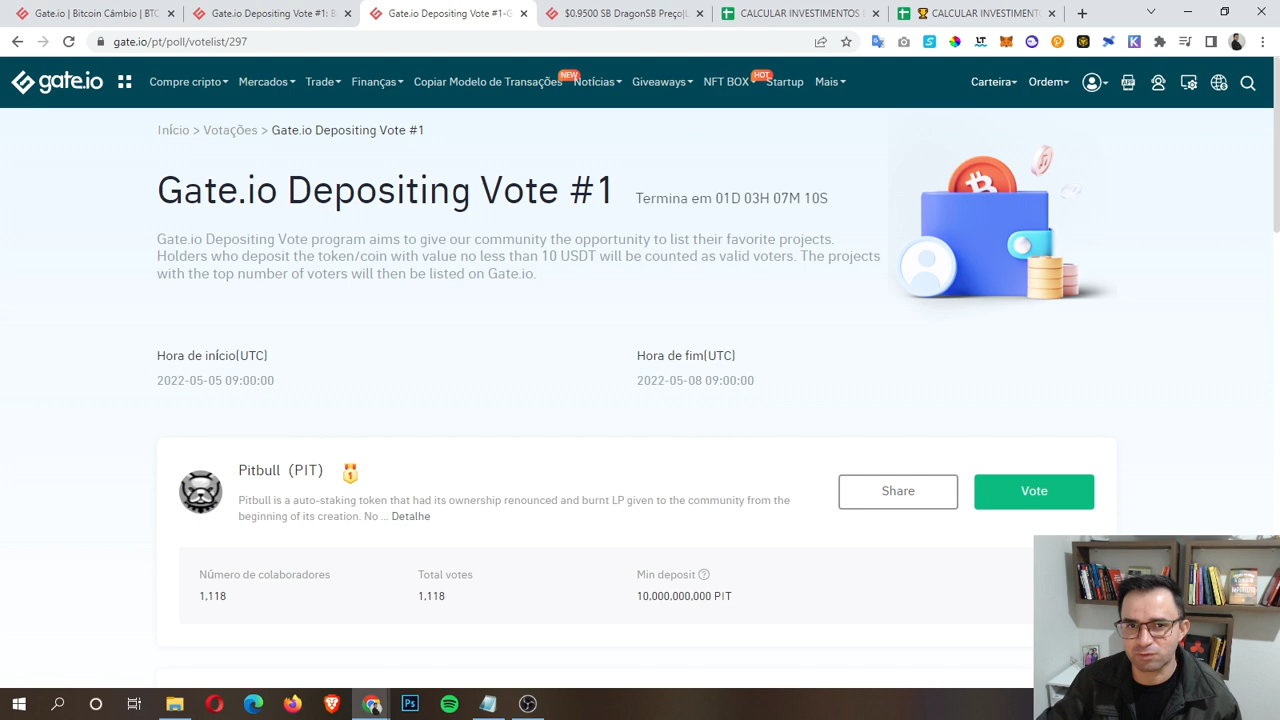 Gate.io | Bitcoin Câmbio | BTC
Gate.io Depositing Vote #1: B
Gate.io Depositing Vote #1-G
$0.9500 SB DragonSB Preço|L
CALCULAR INVESTIMENTOS E
CALCULAR INVESTIMENT
gate.io/pt/poll/votelist/297
gate.io
Compre cripto
Mercados
Trade
Finanças
Copiar Modelo de Transações
NEW
Notícias
Giveaways
NFT BOX
HOT
Startup
Mais
Carteira
Ordem
Início > Votações > Gate.io Depositing Vote #1
Gate.io Depositing Vote #1
Termina em 01D 03H 07M 10S
Gate.io Depositing Vote program aims to give our community the opportunity to list their favorite projects.
Holders who deposit the token/coin with value no less than 10 USDT will be counted as valid voters. The projects
with the top number of voters will then be listed on Gate.io.
Hora de início(UTC)
Hora de fim(UTC)
2022-05-05 09:00:00
2022-05-08 09:00:00
Pitbull（PIT）
1
Pitbull is a auto-stakng token that had its ownership renounced and burnt LP given to the community from the
beginning of its creation. No ... Detalhe
Share
Vote
Número de colaboradores
Total votes
Min deposit
1,118
1,118
10,000,000,000 PIT